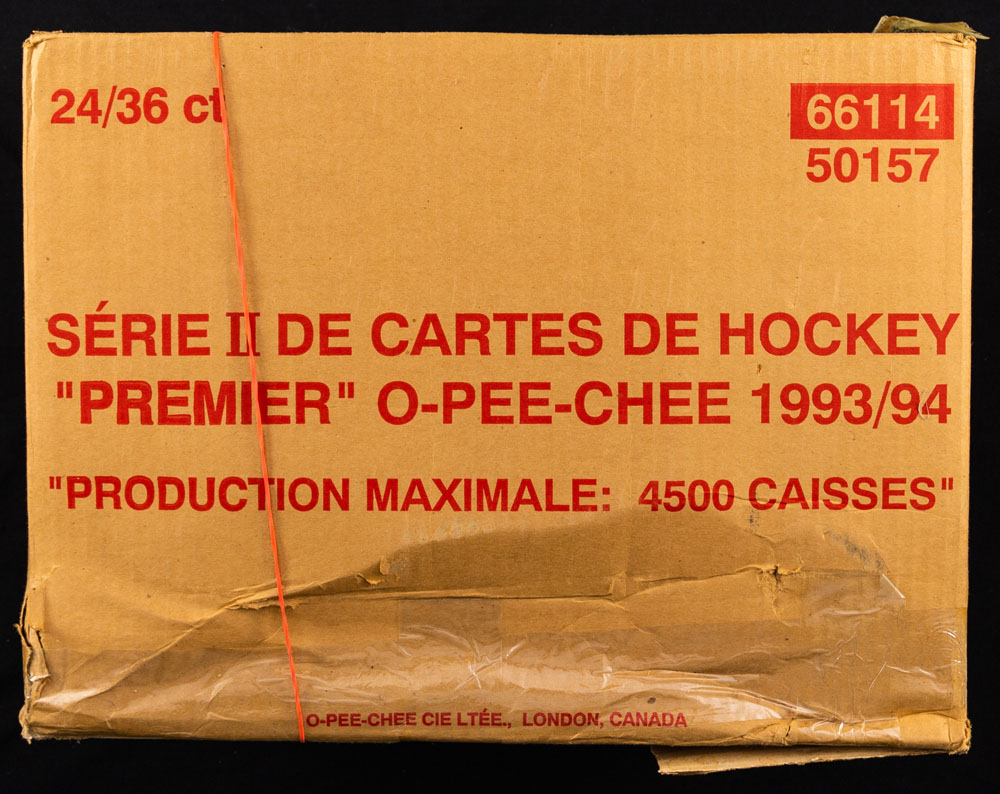 24/36 ct
66114
50157
SÉRIE II DE CARTES DE HOCKEY
"PREMIER" O-PEE-CHEE 1993/94
"PRODUCTION MAXIMALE: 4500 CAISSES"
O-PEE-CHEE CIE LTÉE., LONDON, CANADA